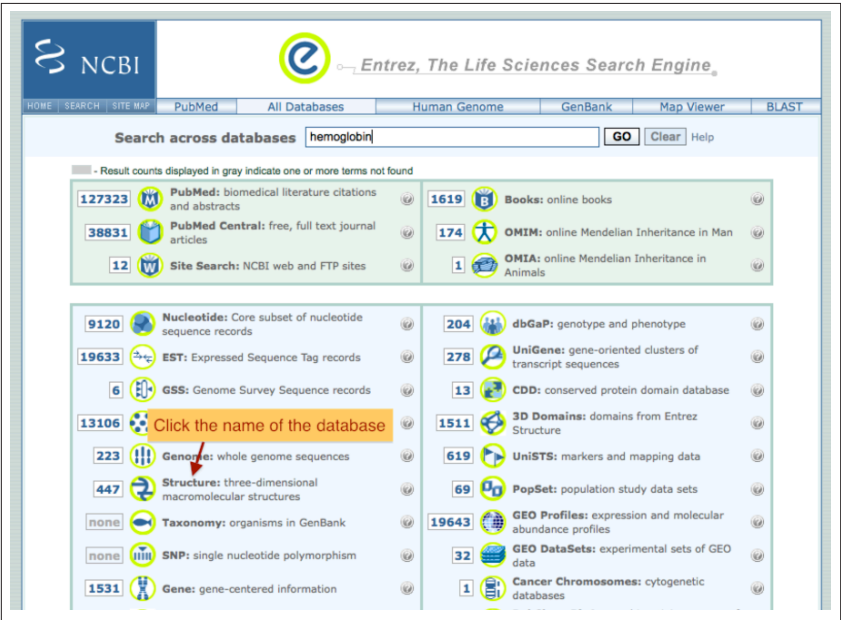 NCBI
e
Entrez, The Life Sciences Search Engine
HOME SEARCH SITE MAP PubMed All Databases Human Genome GenBank Map Viewer BLAST
Search across databases hemoglobin GO Clear Help
- Result counts displayed in gray indicate one or more terms not found
127323 M PubMed: biomedical literature citations
and abstracts
38831 PubMed Central: free, full text journal
articles
12 W Site Search: NCBI web and FTP sites
1619 B Books: online books
174 OMIM: online Mendelian Inheritance in Man
1 OMIA: online Mendelian Inheritance in
Animals
9120 Nucleotide: Core subset of nucleotide
sequence records
19633 EST: Expressed Sequence Tag records
6 GSS: Genome Survey Sequence records
13106
Click the name of the database
223 Genome: whole genome sequences
447 Structure: three-dimensional
macromolecular structures
none Taxonomy: organisms in GenBank
none SNP: single nucleotide polymorphism
1531 Gene: gene-centered information
204 dbGaP: genotype and phenotype
278 UniGene: gene-oriented clusters of
transcript sequences
13 CDD: conserved protein domain database
1511 3D Domains: domains from Entrez
Structure
619 UniSTS: markers and mapping data
69 PopSet: population study data sets
19643 GEO Profiles: expression and molecular
abundance profiles
32 GEO DataSets: experimental sets of GEO
data
1 Cancer Chromosomes: cytogenetic
databases